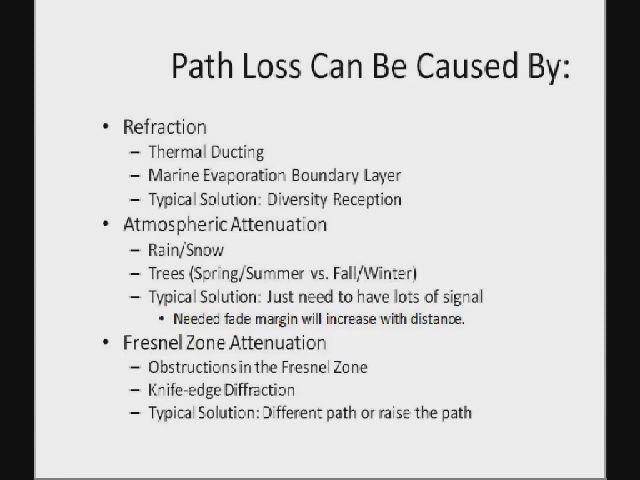 Path Loss Can Be Caused By:
• Refraction
– Thermal Ducting
– Marine Evaporation Boundary Layer
– Typical Solution: Diversity Reception
• Atmospheric Attenuation
– Rain/Snow
– Trees (Spring/Summer vs. Fall/Winter)
– Typical Solution: Just need to have lots of signal
• Needed fade margin will increase with distance.
• Fresnel Zone Attenuation
– Obstructions in the Fresnel Zone
– Knife-edge Diffraction
– Typical Solution: Different path or raise the path